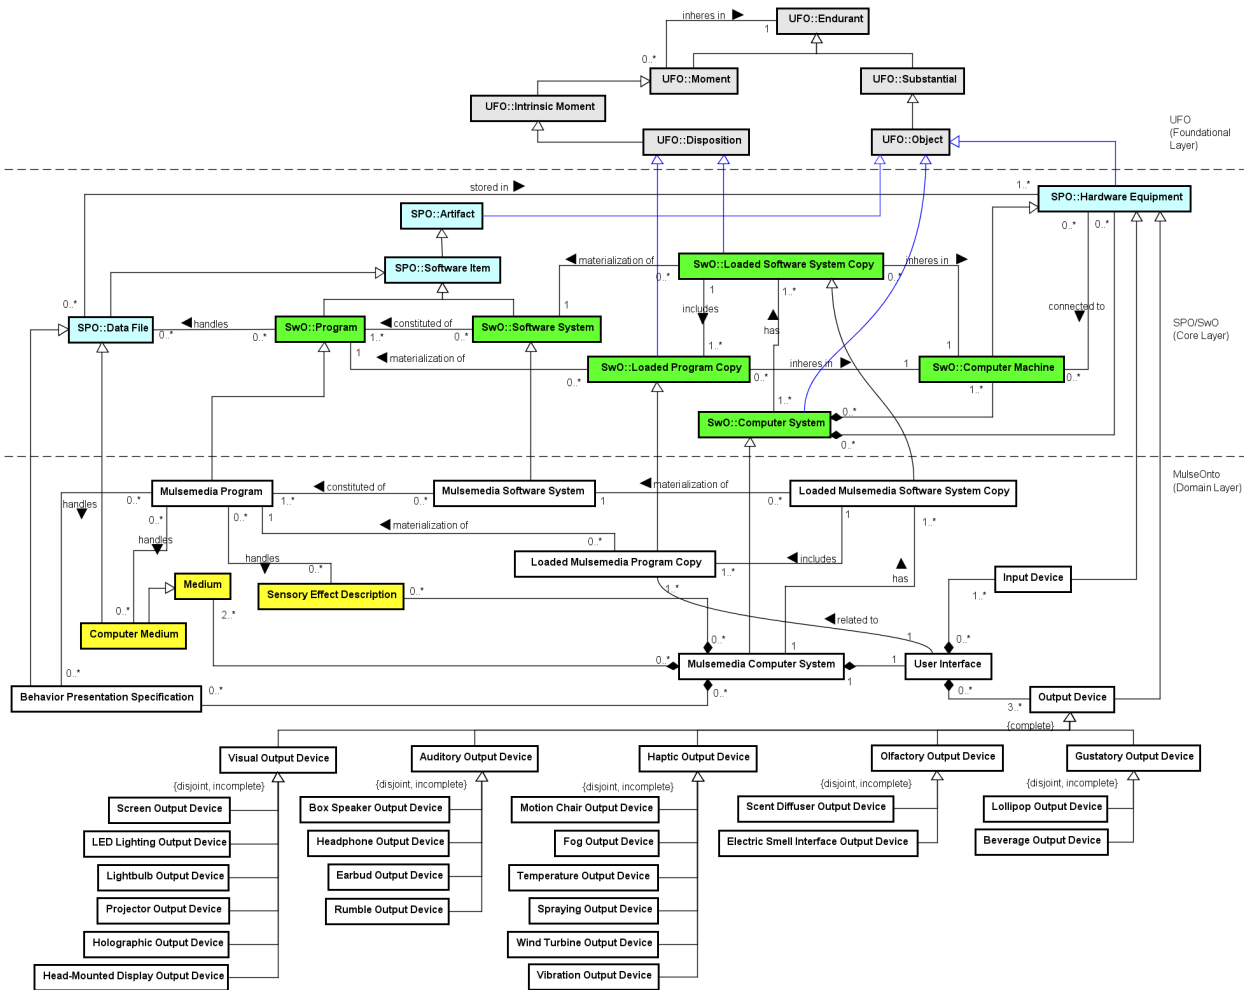 inheres in
UFO::Endurant
1
0..*
UFO::Moment
UFO::Substantial
UFO::Intrinsic Moment
UFO
(Foundational
Layer)
UFO::Disposition
UFO::Object
stored in
1..*
SPO::Hardware Equipment
SPO::Artifact
0..*
0..*
SPO::Software Item
materialization of
SwO::Loaded Software System Copy
inheres in
0..*
0..*
0..*
1
1
1..*
includes
connected to
SPO::Data File
handles
SwO::Program
constituted of
SwO::Software System
has
SPO/SwO
(Core Layer)
0..*
0..*
1..*
0..*
1
materialization of
1..*
1
SwO::Loaded Program Copy
inheres in
1
SwO::Computer Machine
0..*
0..*
0..*
1..*
1..*
SwO::Computer System
0..*
0..*
MulseOnto
(Domain Layer)
Mulsemedia Program
constituted of
Mulsemedia Software System
materialization of
Loaded Mulsemedia Software System Copy
0..*
handles
1..*
0..*
1
0..*
0..*
0..*
1
1
1..*
materialization of
handles
0..*
handles
0..*
Loaded Mulsemedia Program Copy
includes
1..*
has
Input Device
Medium
Sensory Effect Description
0..*
1..*
1..*
0..*
2..*
Computer Medium
related to
0..*
1
1
0..*
0..*
0..*
Mulsemedia Computer System
1
User Interface
1
0..*
Behavior Presentation Specification
0..*
0..*
0..*
Output Device
3..*
{complete}
Visual Output Device
Auditory Output Device
Haptic Output Device
Olfactory Output Device
Gustatory Output Device
{disjoint, incomplete}
{disjoint, incomplete}
{disjoint, incomplete}
{disjoint, incomplete}
{disjoint, incomplete}
Screen Output Device
Box Speaker Output Device
Motion Chair Output Device
Scent Diffuser Output Device
Lollipop Output Device
LED Lighting Output Device
Headphone Output Device
Fog Output Device
Electric Smell Interface Output Device
Beverage Output Device
Lightbulb Output Device
Earbud Output Device
Temperature Output Device
Projector Output Device
Rumble Output Device
Spraying Output Device
Holographic Output Device
Wind Turbine Output Device
Head-Mounted Display Output Device
Vibration Output Device